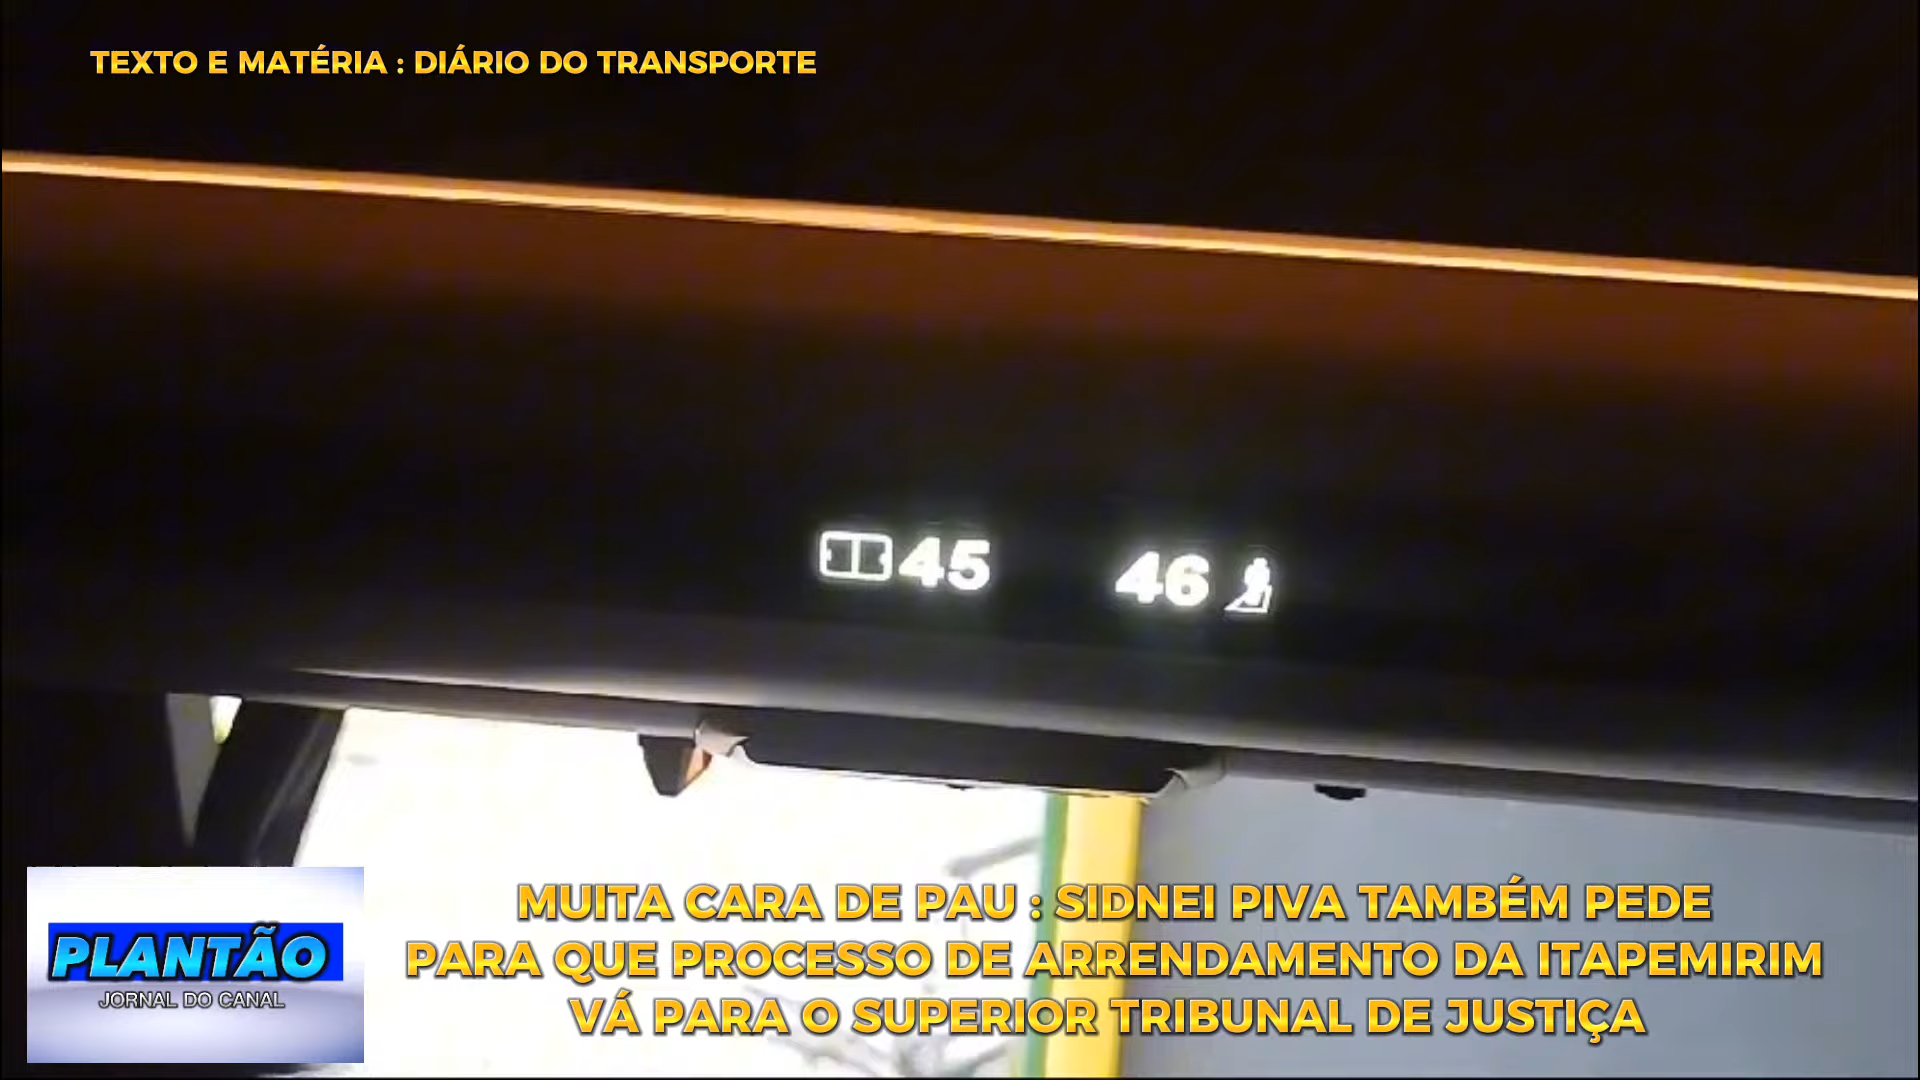 TEXTO E MATÉRIA : DIÁRIO DO TRANSPORTE
45 46
PLANTÃO
JORNAL DO CANAL
MUITA CARA DE PAU : SIDNEI PIVA TAMBÉM PEDE
PARA QUE PROCESSO DE ARRENDAMENTO DA ITAPEMIRIM
VÁ PARA O SUPERIOR TRIBUNAL DE JUSTIÇA